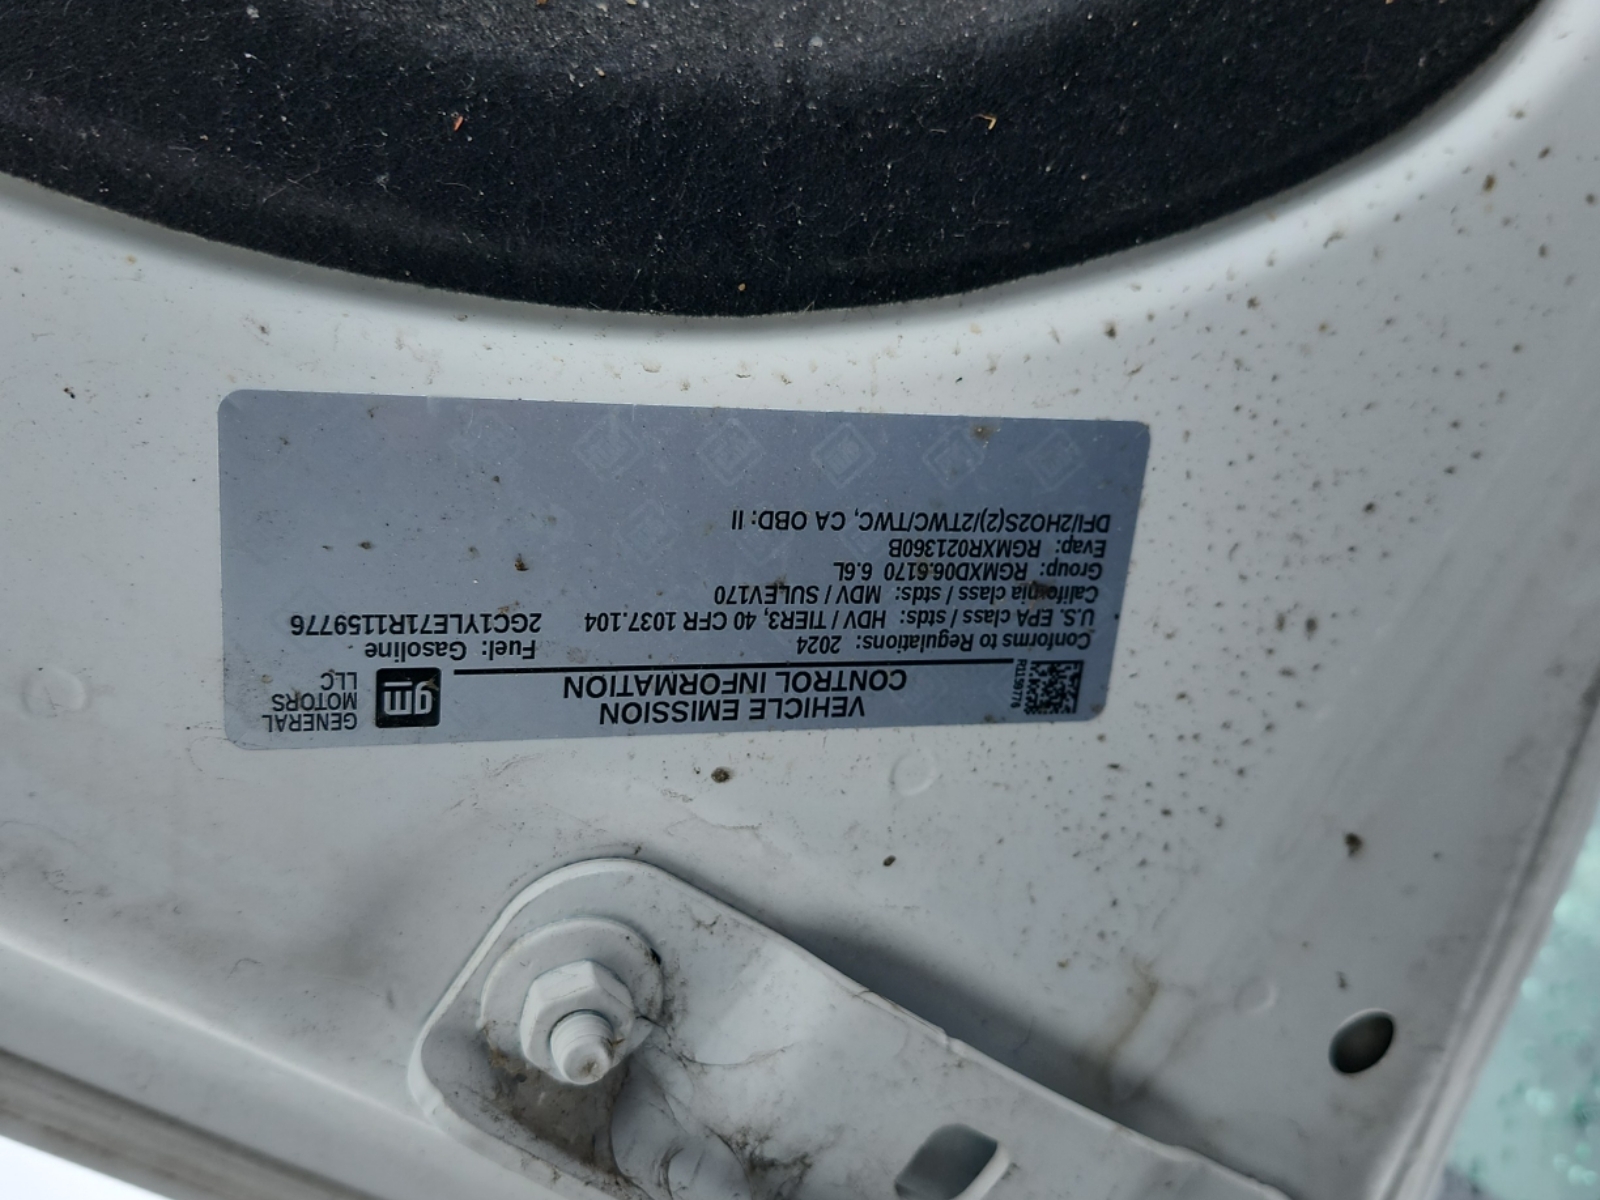 R1159776
VEHICLE EMISSION
CONTROL INFORMATION
gm
GENERAL
MOTORS
LLC
Conforms to Regulations: 2024
Fuel: Gasoline
U.S. EPA class / stds: HDV / TIER3, 40 CFR 1037.104
2GC1YLE71R1159776
California class / stds: MDV / SULEV170
Group: RGMXD06.6170 6.6L
Evap: RGMXR021360B
DFI/2HO2S(2)/2TWC/TWC, CA OBD: II